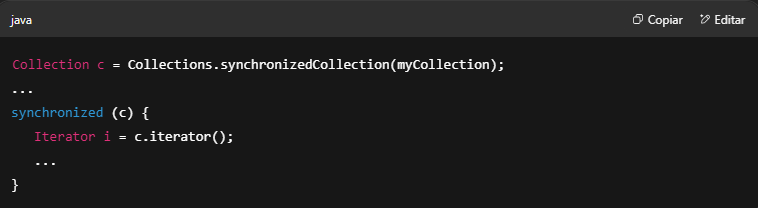 java
Copiar
Editar
Collection c = Collections.synchronizedCollection(myCollection);
...
synchronized (c) {
Iterator i = c.iterator();
...
}